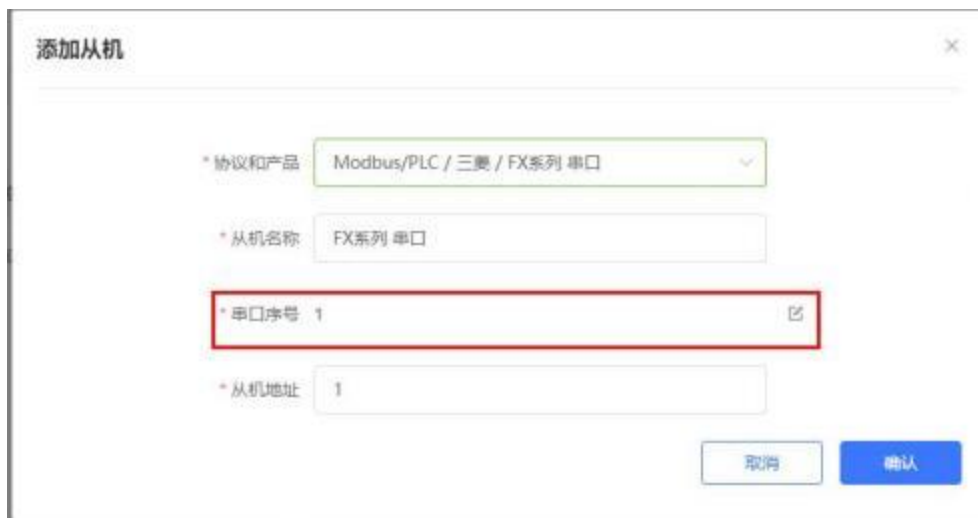 添加从机
* 协议和产品 Modbus/PLC / 三菱 / FX系列 串口
* 从机名称 FX系列 串口
* 串口序号 1
* 从机地址 1
取消 确认